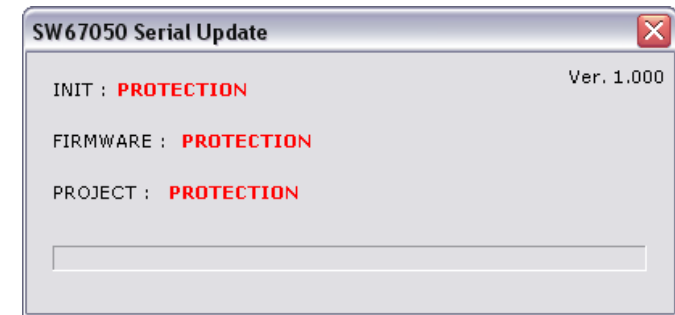 SW67050 Serial Update
Ver. 1.000
INIT : PROTECTION
FIRMWARE : PROTECTION
PROJECT : PROTECTION